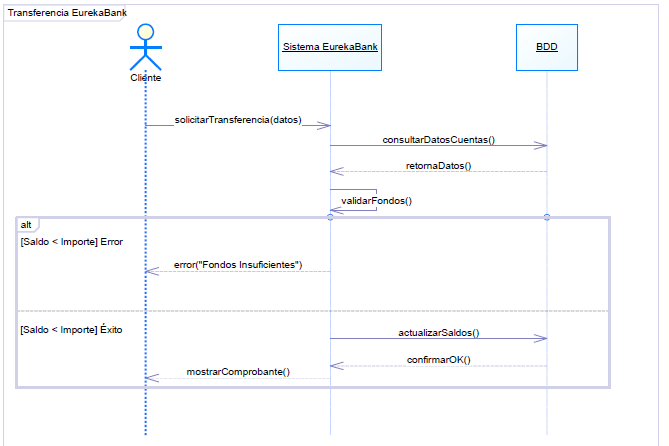 Transferencia EurekaBank
Sistema EurekaBank
BDD
Cliente
solicitarTransferencia(datos)
consultarDatosCuentas()
retornaDatos()
validarFondos()
alt
[Saldo < Importe] Error
error("Fondos Insuficientes")
[Saldo < Importe] Éxito
actualizarSaldos()
confirmarOK()
mostrarComprobante()